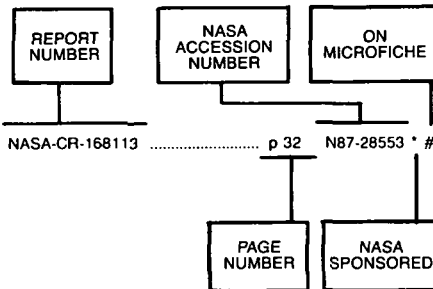 REPORT
NUMBER
NASA
ACCESSION
NUMBER
ON
MICROFICHE
NASA-CR-168113 .............................. p 32 N87-28553 * #
PAGE
NUMBER
NASA
SPONSORED